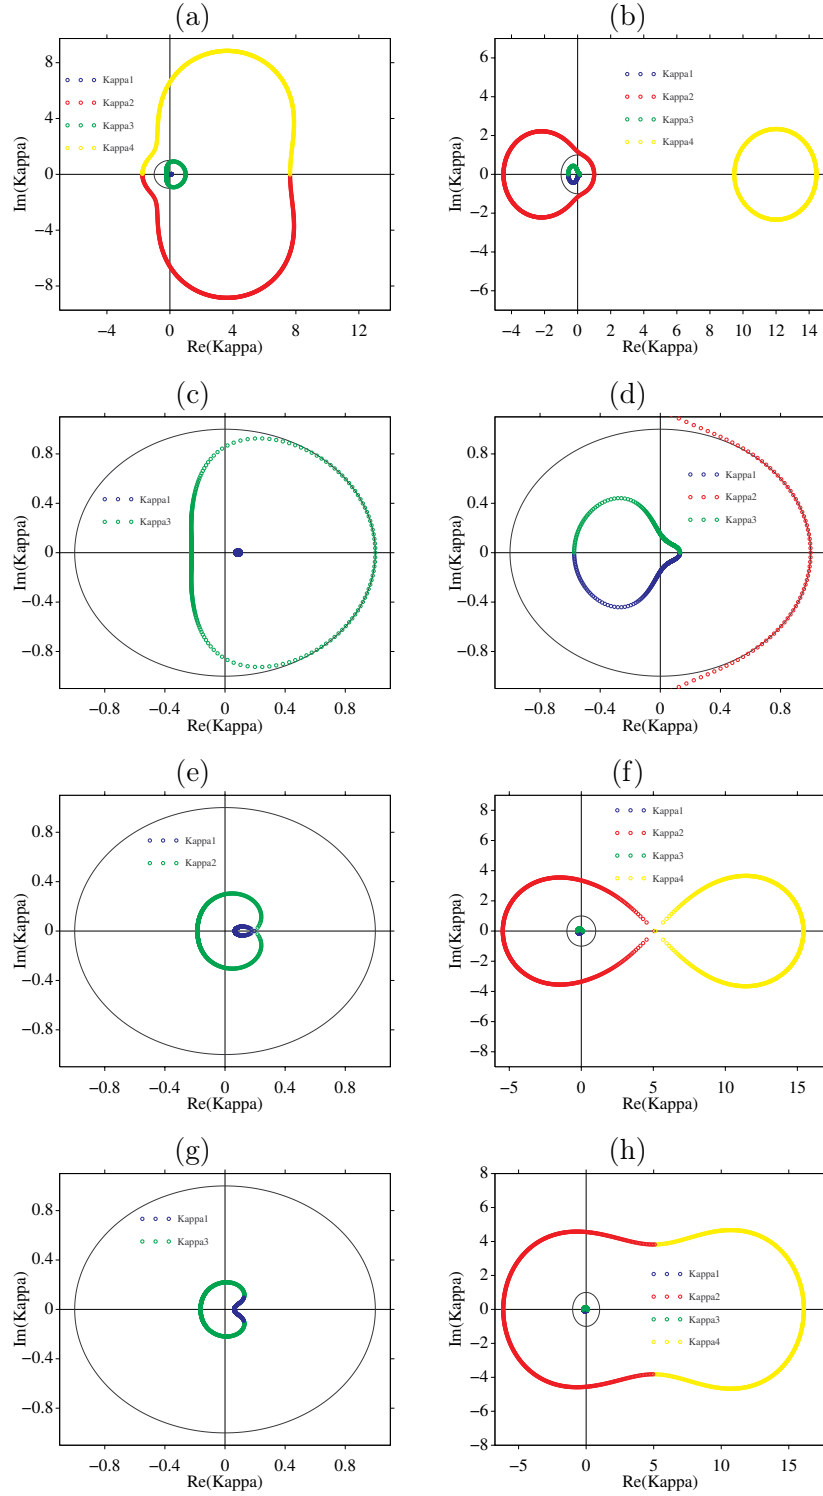 (a)
8
4
0
−4
−8
Im(Kappa)
Kappa1
Kappa2
Kappa3
Kappa4
−4 0 4 8 12
Re(Kappa)
(b)
6
4
2
0
−2
−4
−6
Im(Kappa)
Kappa1
Kappa2
Kappa3
Kappa4
−4 −2 0 2 4 6 8 10 12 14
Re(Kappa)
(c)
0.8
0.4
0
−0.4
−0.8
Im(Kappa)
Kappa1
Kappa3
−0.8 −0.4 0 0.4 0.8
Re(Kappa)
(d)
0.8
0.4
0
−0.4
−0.8
Im(Kappa)
Kappa1
Kappa2
Kappa3
−0.8 −0.4 0 0.4 0.8
Re(Kappa)
(e)
0.8
0.4
0
−0.4
−0.8
Im(Kappa)
Kappa1
Kappa2
−0.8 −0.4 0 0.4 0.8
Re(Kappa)
(f)
8
6
4
2
0
−2
−4
−6
−8
Im(Kappa)
Kappa1
Kappa2
Kappa3
Kappa4
−5 0 5 10 15
Re(Kappa)
(g)
0.8
0.4
0
−0.4
−0.8
Im(Kappa)
Kappa1
Kappa3
−0.8 −0.4 0 0.4 0.8
Re(Kappa)
(h)
8
6
4
2
0
−2
−4
−6
−8
Im(Kappa)
Kappa1
Kappa2
Kappa3
Kappa4
−5 0 5 10 15
Re(Kappa)